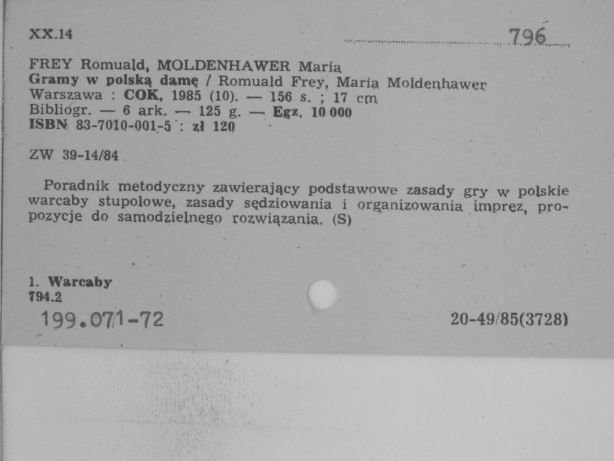 XX.14
796
FREY Romuald, MOLDENHAWER Maria
Gramy w polską damę / Romuald Frey, Maria Moldenhawer
Warszawa : COK, 1985 (10). — 156 s. ; 17 cm
Bibliogr. — 6 ark. — 125 g. — Egz. 10 000
ISBN 83-7010-001-5 : zł 120
ZW 39-14/84
Poradnik metodyczny zawierający podstawowe zasady gry w polskie
warcaby stupolowe, zasady sędziowania i organizowania imprez, pro-
pozycje do samodzielnego rozwiązania. (S)
1. Warcaby
794.2
199.071-72
20-49/85(3728)